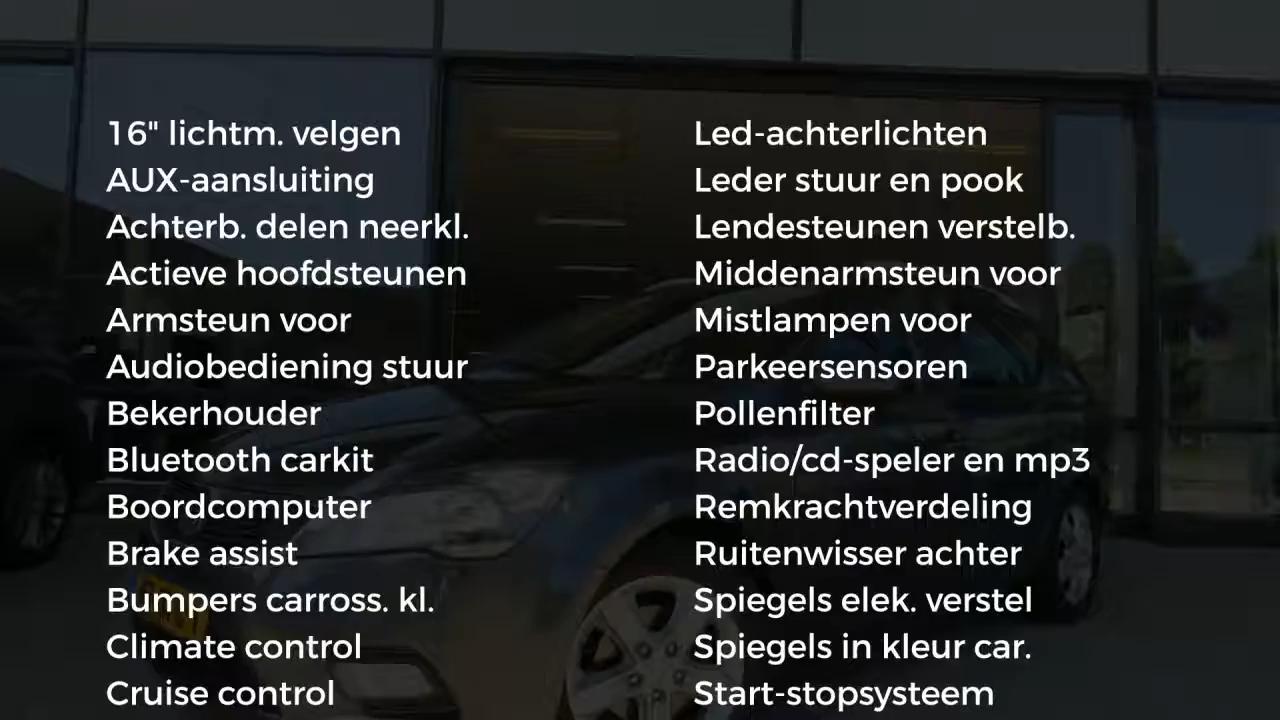 16" lichtm. velgen
AUX-aansluiting
Achterb. delen neerkl.
Actieve hoofdsteunen
Armsteun voor
Audiobediening stuur
Bekerhouder
Bluetooth carkit
Boordcomputer
Brake assist
Bumpers carross. kl.
Climate control
Cruise control
Led-achterlichten
Leder stuur en pook
Lendesteunen verstelb.
Middenarmsteun voor
Mistlampen voor
Parkeersensoren
Pollenfilter
Radio/cd-speler en mp3
Remkrachtverdeling
Ruitenwisser achter
Spiegels elek. verstel
Spiegels in kleur car.
Start-stopsysteem